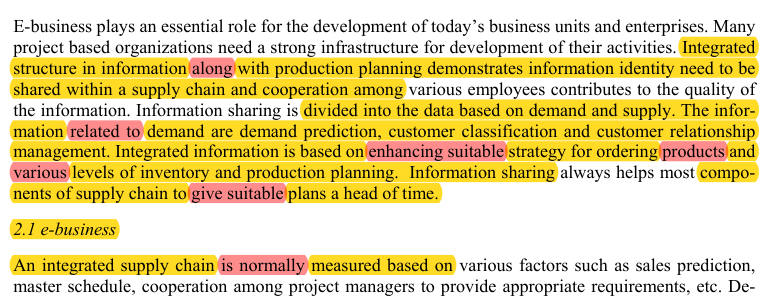 E-business plays an essential role for the development of today's business units and enterprises. Many
project based organizations need a strong infrastructure for development of their activities. Integrated
structure in information along with production planning demonstrates information identity need to be
shared within a supply chain and cooperation among various employees contributes to the quality of
the information. Information sharing is divided into the data based on demand and supply. The infor-
mation related to demand are demand prediction, customer classification and customer relationship
management. Integrated information is based on enhancing suitable strategy for ordering products and
various levels of inventory and production planning. Information sharing always helps most compo-
nents of supply chain to give suitable plans a head of time.
2.1 e-business
An integrated supply chain is normally measured based on various factors such as sales prediction,
master schedule, cooperation among project managers to provide appropriate requirements, etc. De-